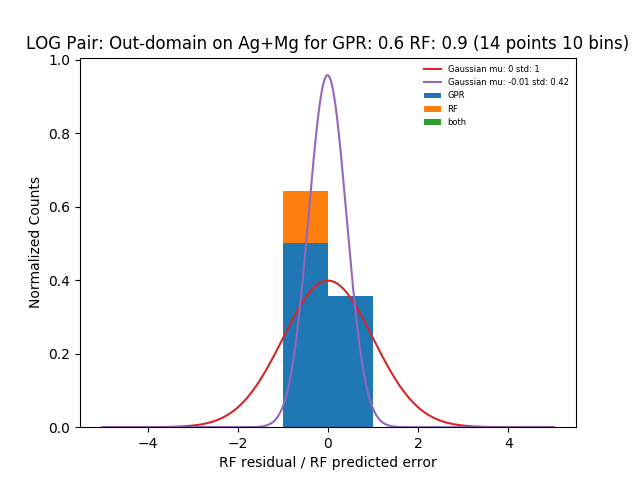 LOG Pair: Out-domain on Ag+Mg for GPR: 0.6 RF: 0.9 (14 points 10 bins)
Gaussian mu: 0 std: 1
Gaussian mu: -0.01 std: 0.42
GPR
RF
both
Normalized Counts
1.0
0.8
0.6
0.4
0.2
0.0
−4 −2 0 2 4
RF residual / RF predicted error